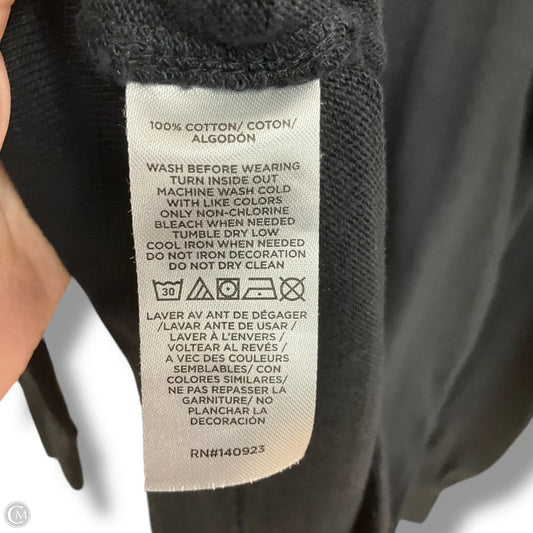 100% COTTON/ COTON/
ALGODÓN
WASH BEFORE WEARING
TURN INSIDE OUT
MACHINE WASH COLD
WITH LIKE COLORS
ONLY NON-CHLORINE
BLEACH WHEN NEEDED
TUMBLE DRY LOW
COOL IRON WHEN NEEDED
DO NOT IRON DECORATION
DO NOT DRY CLEAN
30
LAVER AV ANT DE DÉGAGER
/LAVAR ANTE DE USAR /
LAVER À L'ENVERS /
VOLTEAR AL REVÉS /
A VEC DES COULEURS
SEMBLABLES/ CON
COLORES SIMILARES/
NE PAS REPASSER LA
GARNITURE/ NO
PLANCHAR LA
DECORACIÓN
RN#140923
CM